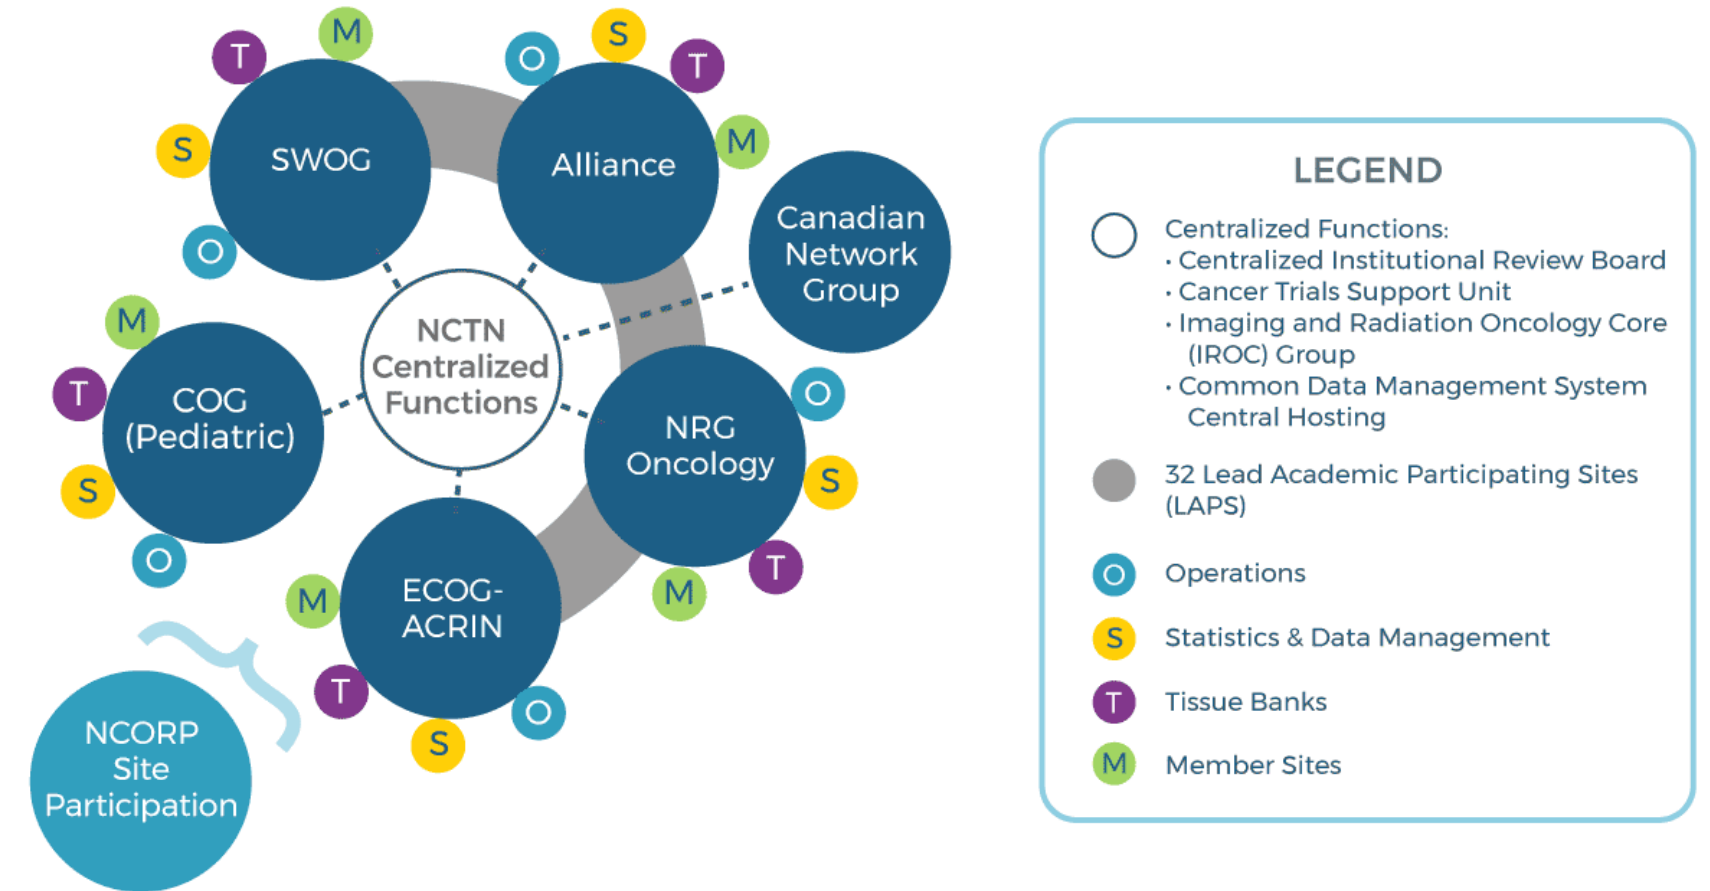 M
T
S
O
SWOG
O
S
T
M
Alliance
Canadian
Network
Group
NCTN
Centralized
Functions
M
T
S
O
COG
(Pediatric)
NRG
Oncology
O
S
T
M
ECOG-
ACRIN
M
T
S
O
NCORP
Site
Participation
LEGEND
Centralized Functions:
· Centralized Institutional Review Board
· Cancer Trials Support Unit
· Imaging and Radiation Oncology Core
(IROC) Group
· Common Data Management System
Central Hosting
32 Lead Academic Participating Sites
(LAPS)
O Operations
S Statistics & Data Management
T Tissue Banks
M Member Sites